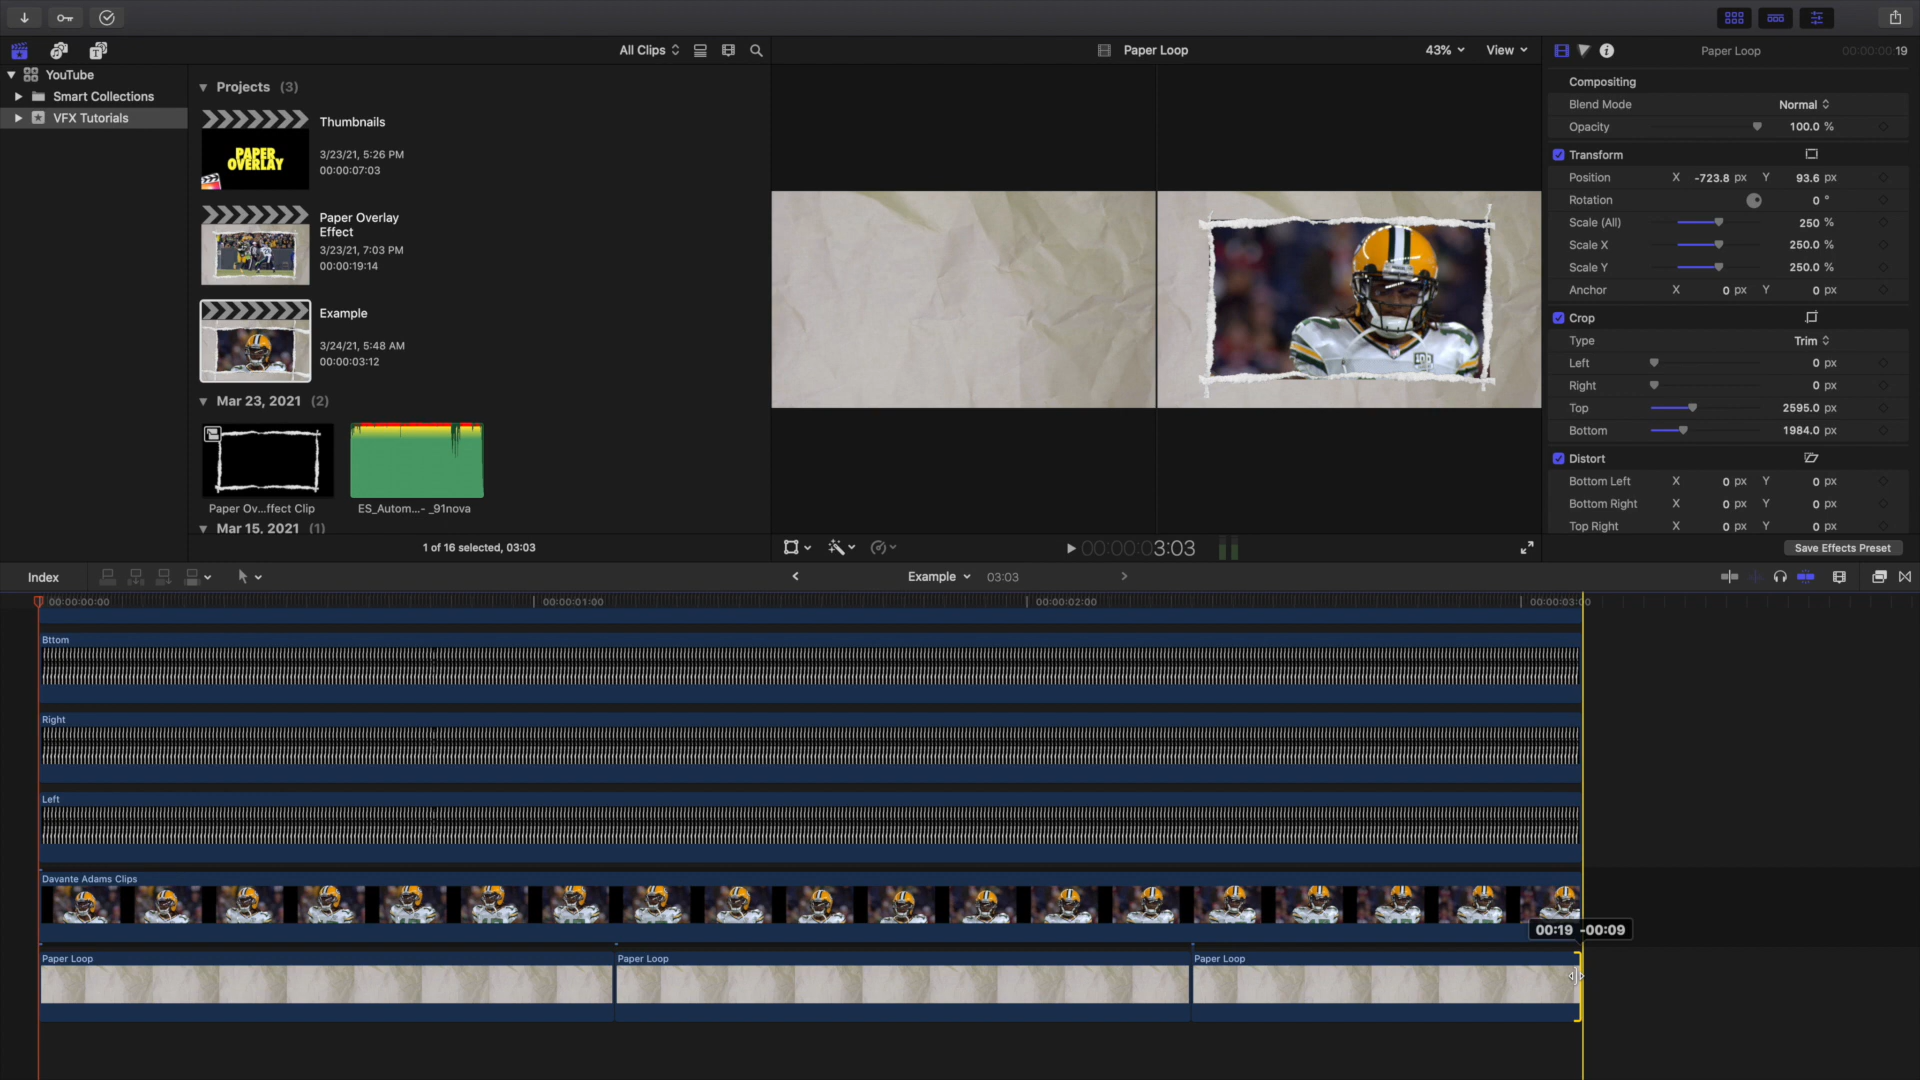 All Clips
Paper Loop
43%
View
Paper Loop
00:00:00:19
YouTube
Smart Collections
VFX Tutorials
Projects (3)
Thumbnails
3/23/21, 5:26 PM
00:00:07:03
PAPER
OVERLAY
Paper Overlay
Effect
3/23/21, 7:03 PM
00:00:19:14
Example
3/24/21, 5:48 AM
00:00:03:12
Mar 23, 2021 (2)
Paper Ov...ffect Clip
ES_Autom...- _91nova
Mar 15, 2021 (1)
1 of 16 selected, 03:03
00:00:03:03
Compositing
Blend Mode Normal
Opacity 100.0 %
Transform
Position X -723.8 px Y 93.6 px
Rotation 0 °
Scale (All) 250 %
Scale X 250.0 %
Scale Y 250.0 %
Anchor X 0 px Y 0 px
Crop
Type Trim
Left 0 px
Right 0 px
Top 2595.0 px
Bottom 1984.0 px
Distort
Bottom Left X 0 px Y 0 px
Bottom Right X 0 px Y 0 px
Top Right X 0 px Y 0 px
Save Effects Preset
Index
Example
03:03
00:00:00:00
00:00:01:00
00:00:02:00
00:00:03:00
Bttom
Right
Left
Davante Adams Clips
00:19 -00:09
Paper Loop
Paper Loop
Paper Loop